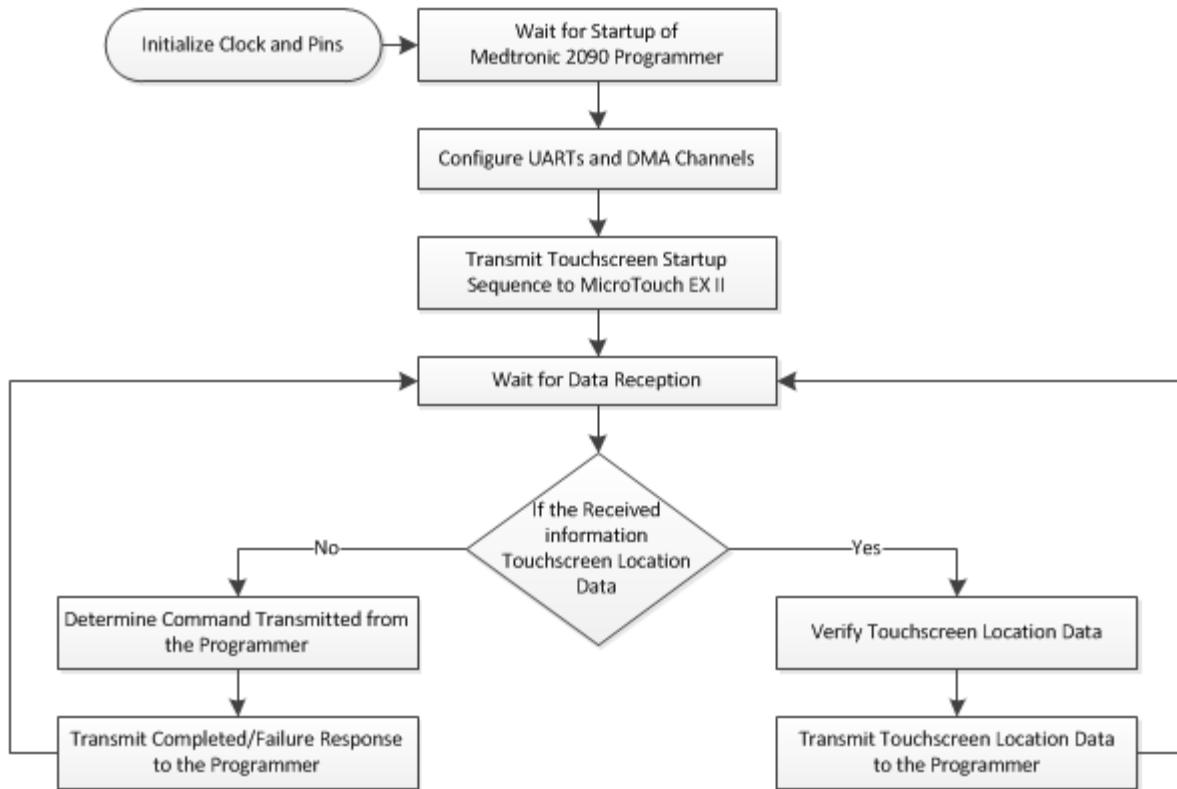 Initialize Clock and Pins
Wait for Startup of
Medtronic 2090 Programmer
Configure UARTs and DMA Channels
Transmit Touchscreen Startup
Sequence to MicroTouch EX II
Wait for Data Reception
If the Received
information
Touchscreen Location
Data
No
Yes
Determine Command Transmitted from
the Programmer
Verify Touchscreen Location Data
Transmit Completed/Failure Response
to the Programmer
Transmit Touchscreen Location Data
to the Programmer